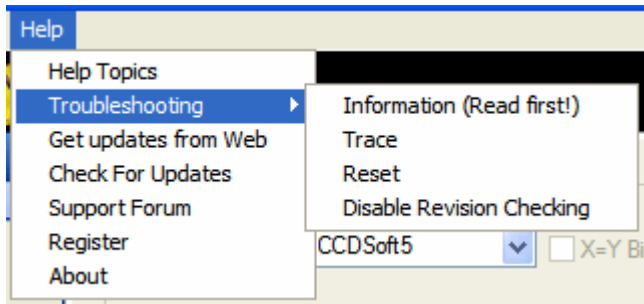 Help
Help Topics
Troubleshooting
Information (Read first!)
Get updates from Web
Trace
Check For Updates
Reset
Support Forum
Disable Revision Checking
Register
CCDSoft5
X=Y
About